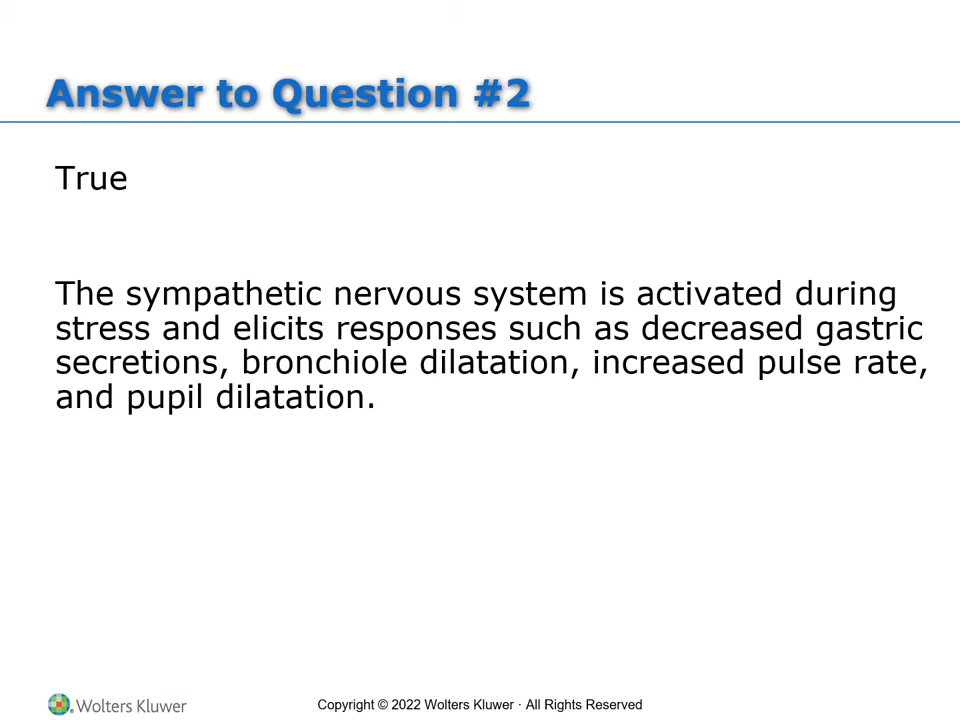 Answer to Question #2
True
The sympathetic nervous system is activated during
stress and elicits responses such as decreased gastric
secretions, bronchiole dilatation, increased pulse rate,
and pupil dilatation.
Wolters Kluwer
Copyright © 2022 Wolters Kluwer · All Rights Reserved